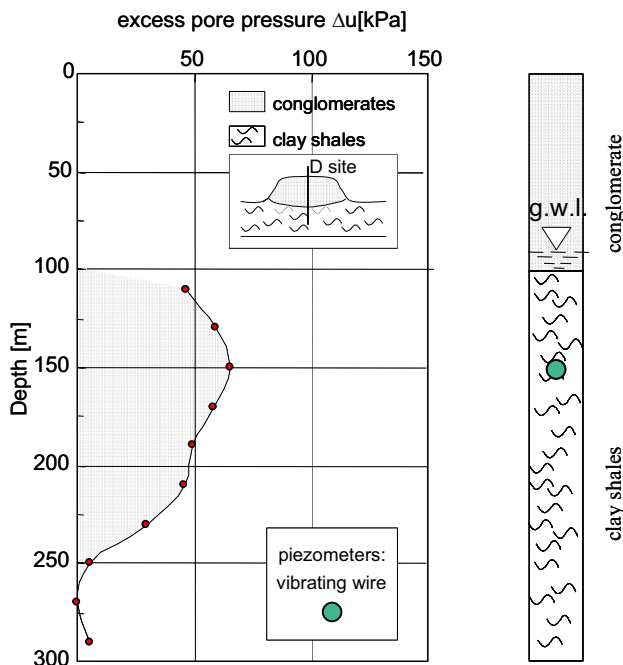 excess pore pressure Δu[kPa]
0 50 100 150
0
conglomerates
clay shales
D site
50
100
150
200
250
300
Depth [m]
piezometers:
vibrating wire
g.w.l.
conglomerate
clay shales